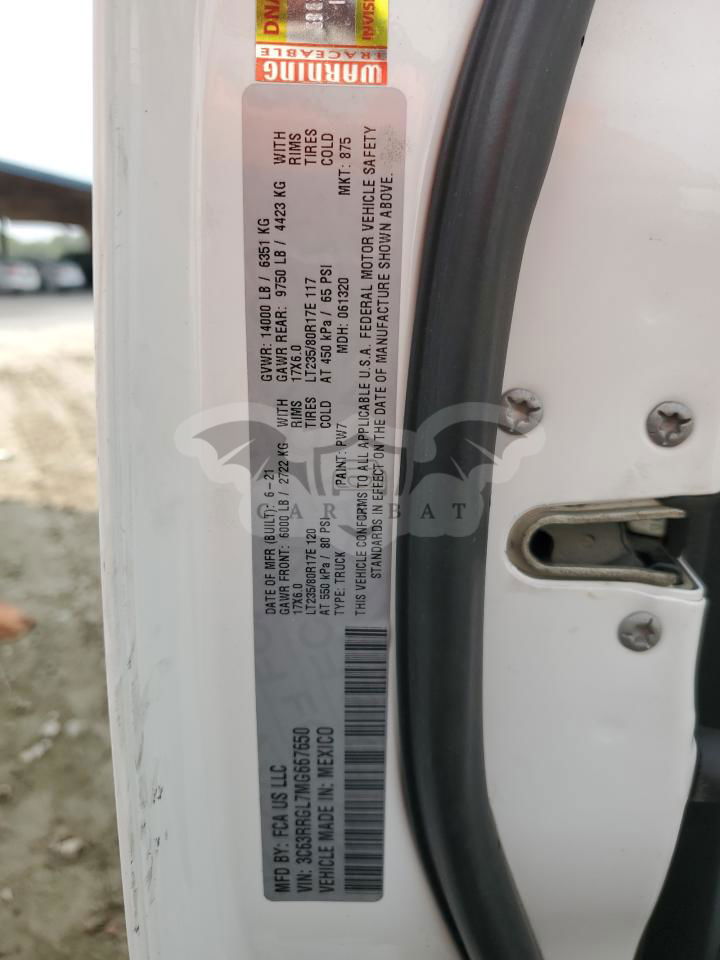 MFD BY: FCA US LLC
DATE OF MFR (BUILT): 6-21
GVWR: 14000 LB / 6351 KG
GAWR FRONT: 6000 LB / 2722 KG WITH
GAWR REAR: 9750 LB / 4423 KG WITH
17X6.0 RIMS
17X6.0 RIMS
LT235/80R17E 120 TIRES
LT235/80R17E 117 TIRES
AT 550 kPa / 80 PSI COLD
AT 450 kPa / 65 PSI COLD
VIN: 3C63RRGL7MG667650
TYPE: TRUCK
PAINT: PW7
MDH: 061320
MKT: 875
VEHICLE MADE IN: MEXICO
THIS VEHICLE CONFORMS TO ALL APPLICABLE U.S.A. FEDERAL MOTOR VEHICLE SAFETY
STANDARDS IN EFFECT ON THE DATE OF MANUFACTURE SHOWN ABOVE.
WARNING
TRACEABLE
DNA
CAR BAT